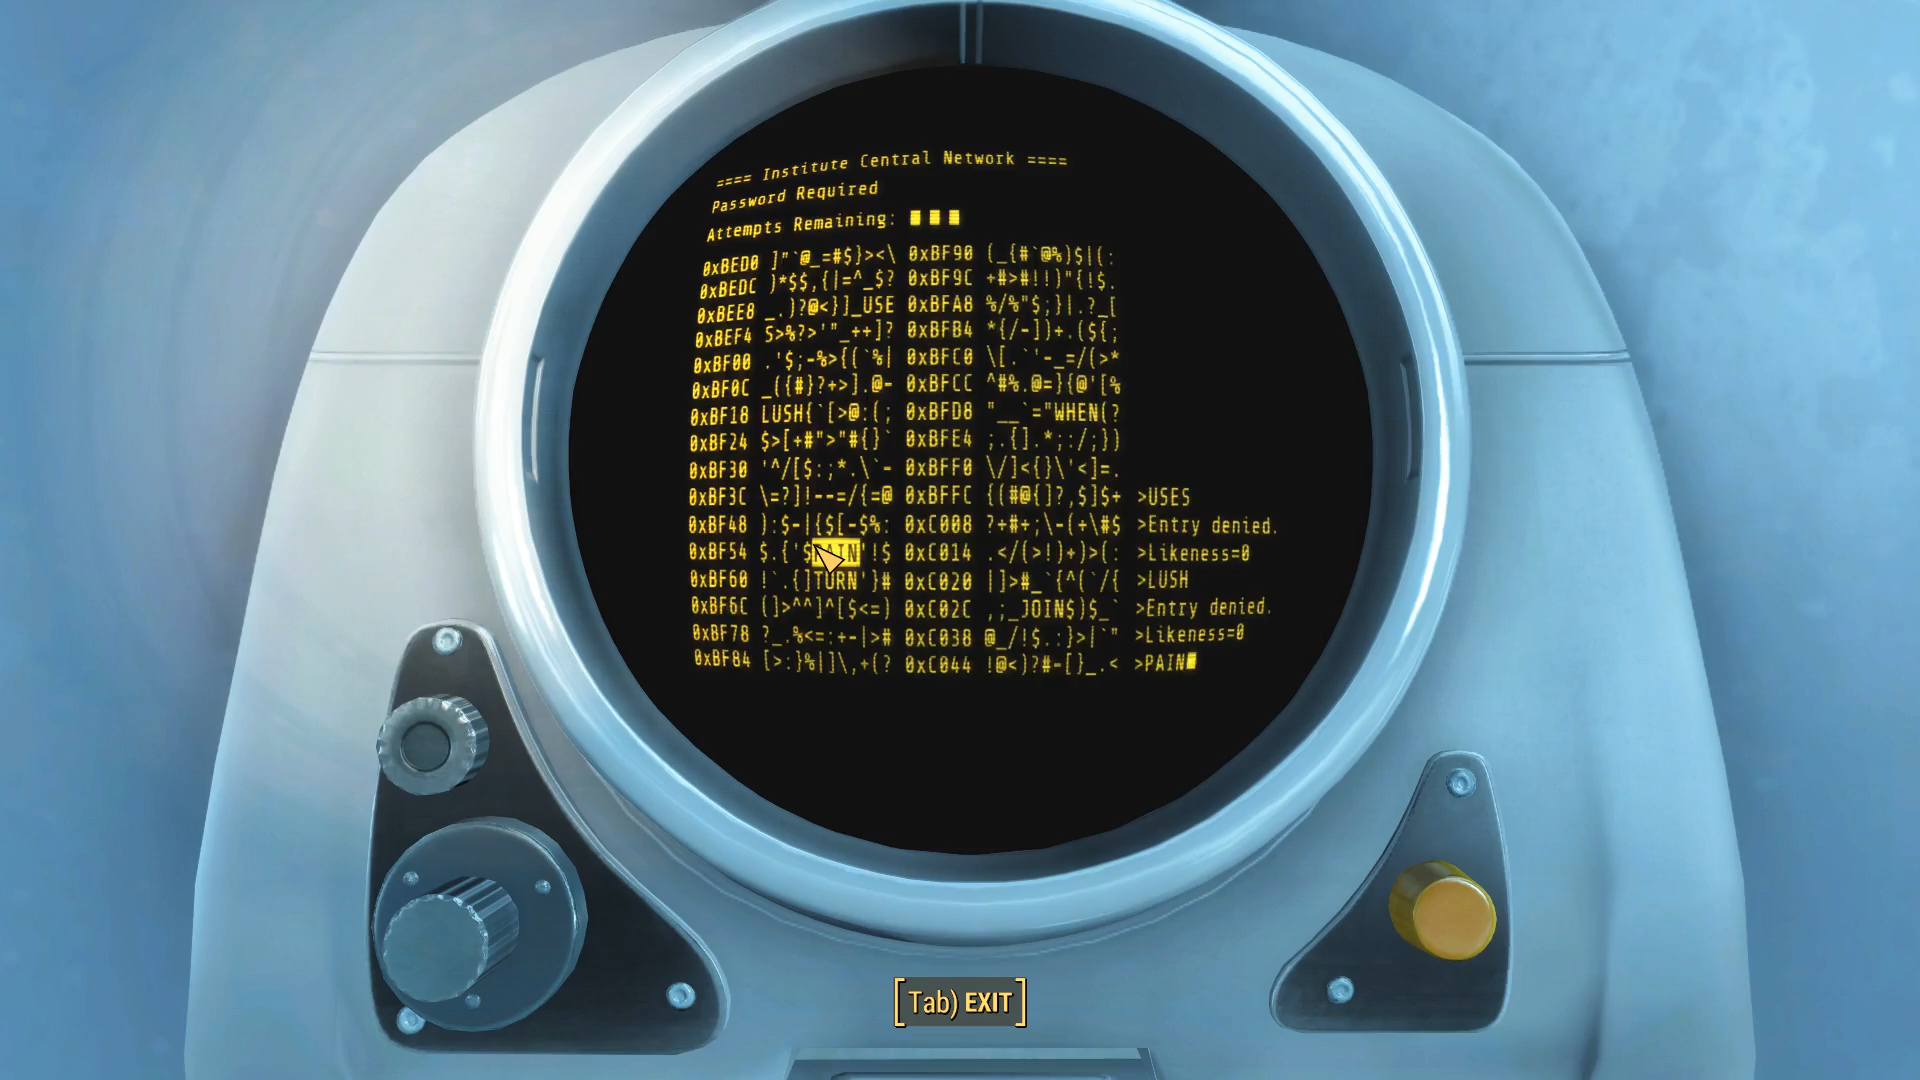 ==== Institute Central Network ====
Password Required
Attempts Remaining: ■ ■ ■
0xBED0 ]"`@_=#$}><\ 0xBF90 (_{#`@%)$|(:
0xBEDC )*$$,{|=^_$? 0xBF9C +#>#!!)"{!$.
0xBEE8 _.)?@<}]_USE 0xBFA8 %/%"$;}|.?_[
0xBEF4 S>%?>'"_++]? 0xBFB4 *{/-])+.(${;
0xBF00 .'$;-%>{(`%| 0xBFC0 \[.`'-_=/(>*
0xBF0C _({#}?+>].@- 0xBFCC ^#%.@=}{@'[%
0xBF18 LUSH{`[>@:(; 0xBFD8 "__`="WHEN(?
0xBF24 $>[+#">"#{}` 0xBFE4 ;.{].*;:/;})
0xBF30 '^/[$:;*.\`- 0xBFF0 \/]<{}\'<]=.
0xBF3C \=?]!--=/{=@ 0xBFFC {(#@{]?,$]$+ >USES
0xBF48 ):$-|{$[-$%: 0xC008 ?+#+;\-(+\#$ >Entry denied.
0xBF54 $.{'$PAIN'!$ 0xC014 .</(>!)+)>(: >Likeness=0
0xBF60 !`.{]TURN'}# 0xC020 |]>#_`{^(`/{ >LUSH
0xBF6C (]>^^]^[$<=) 0xC02C ,;_JOIN$)$_` >Entry denied.
0xBF78 ?_.%<=:+-|># 0xC038 @_/!$.:}>|`" >Likeness=0
0xBF84 [>:}%|]\,+(? 0xC044 !@<)?#-[}_.< >PAIN■
[Tab) EXIT]